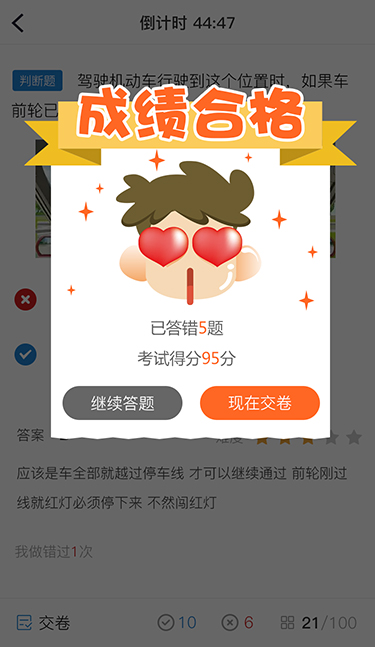 倒计时 44:47
判断题 驾驶机动车行驶到这个位置时，如果车
前轮已
成绩合格
已答错5题
考试得分95分
继续答题 现在交卷
答案
难度
应该是车全部就越过停车线 才可以继续通过 前轮刚过
线就红灯必须停下来 不然闯红灯
我做错过1次
交卷 10 6 21/100